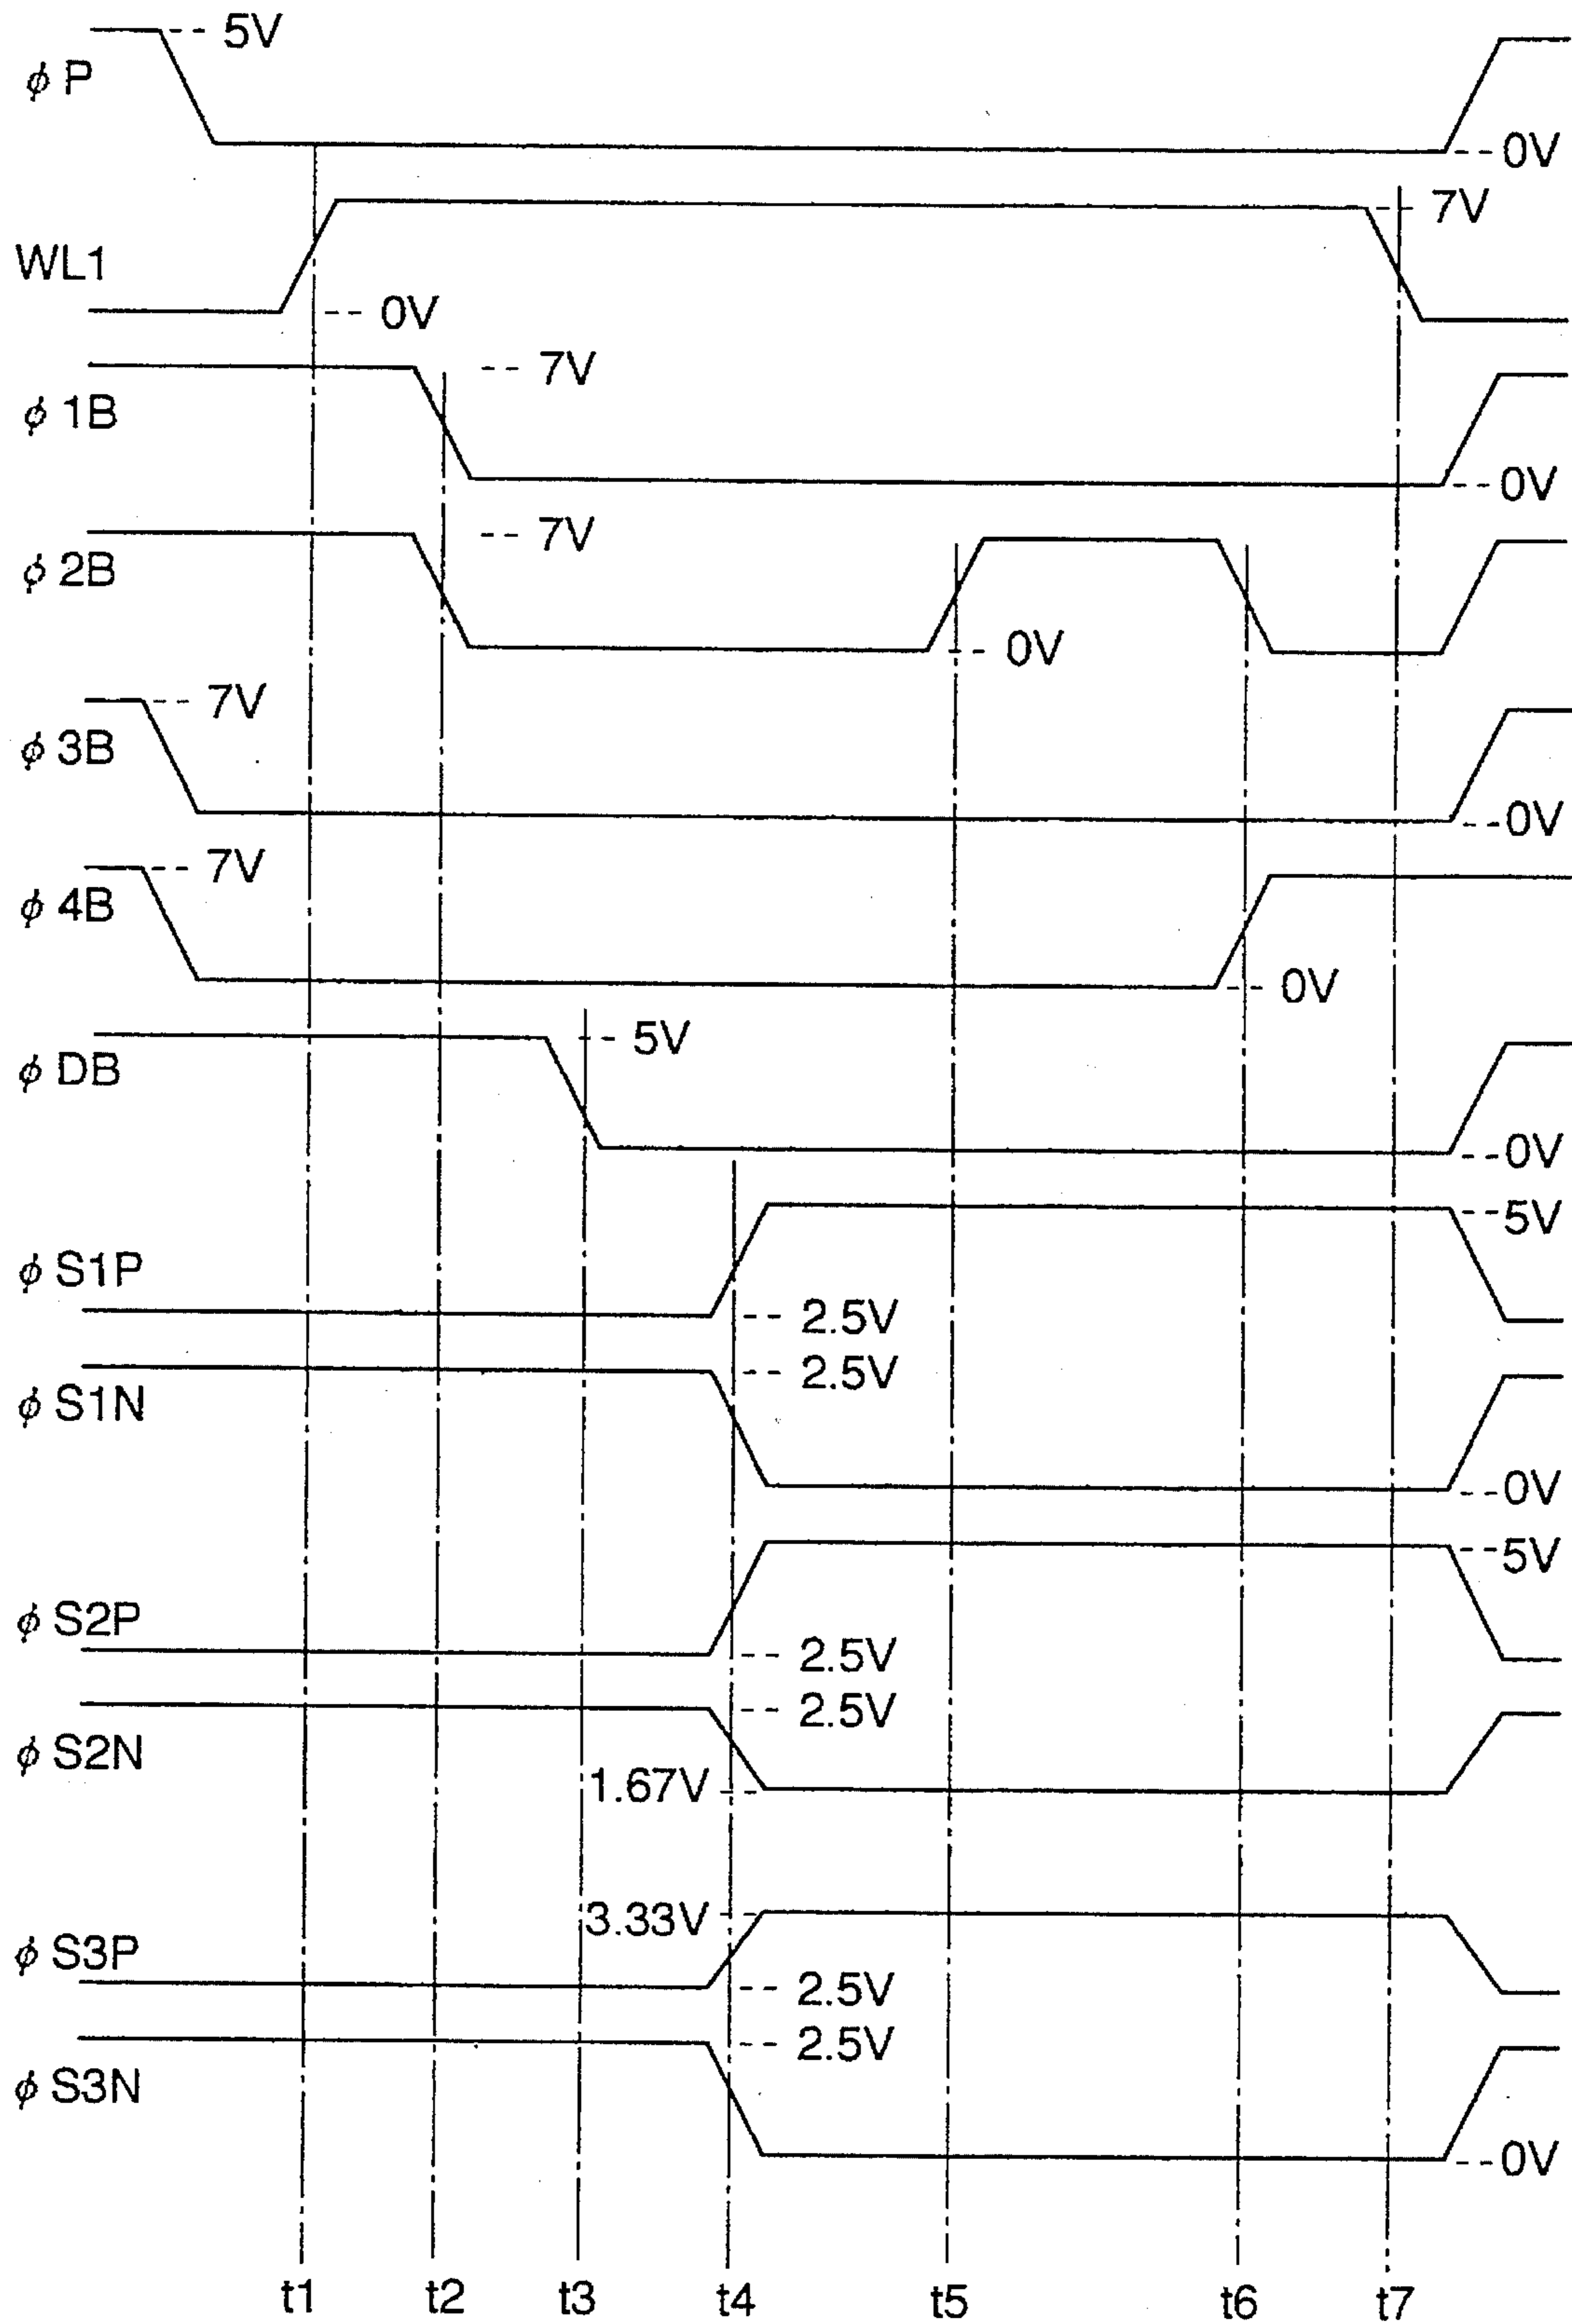 5V
φ P
0V
7V
WL1
0V
7V
φ 1B
0V
7V
φ 2B
0V
7V
φ 3B
0V
7V
φ 4B
0V
5V
φ DB
0V
5V
φ S1P
2.5V
2.5V
φ S1N
0V
5V
φ S2P
2.5V
2.5V
φ S2N
1.67V
3.33V
φ S3P
2.5V
2.5V
φ S3N
0V
t1 t2 t3 t4 t5 t6 t7